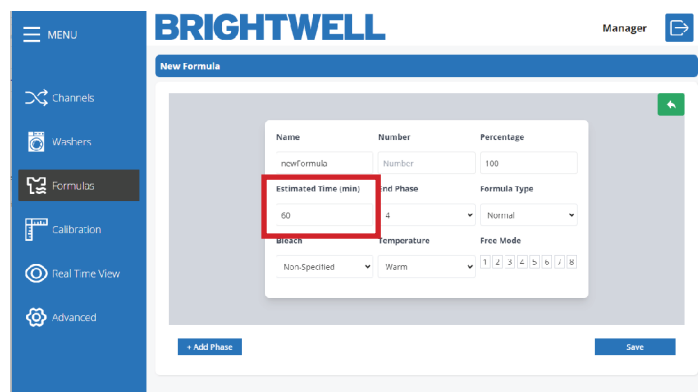 MENU
BRIGHTWELL
Manager
New Formula
Channels
Washers
Formulas
Calibration
Real Time View
Advanced
Name Number Percentage
newFormula Number 100
Estimated Time (min) End Phase Formula Type
60 4 Normal
Bleach Temperature Free Mode
Non-Specified Warm 1 2 3 4 5 6 7 8
+ Add Phase Save